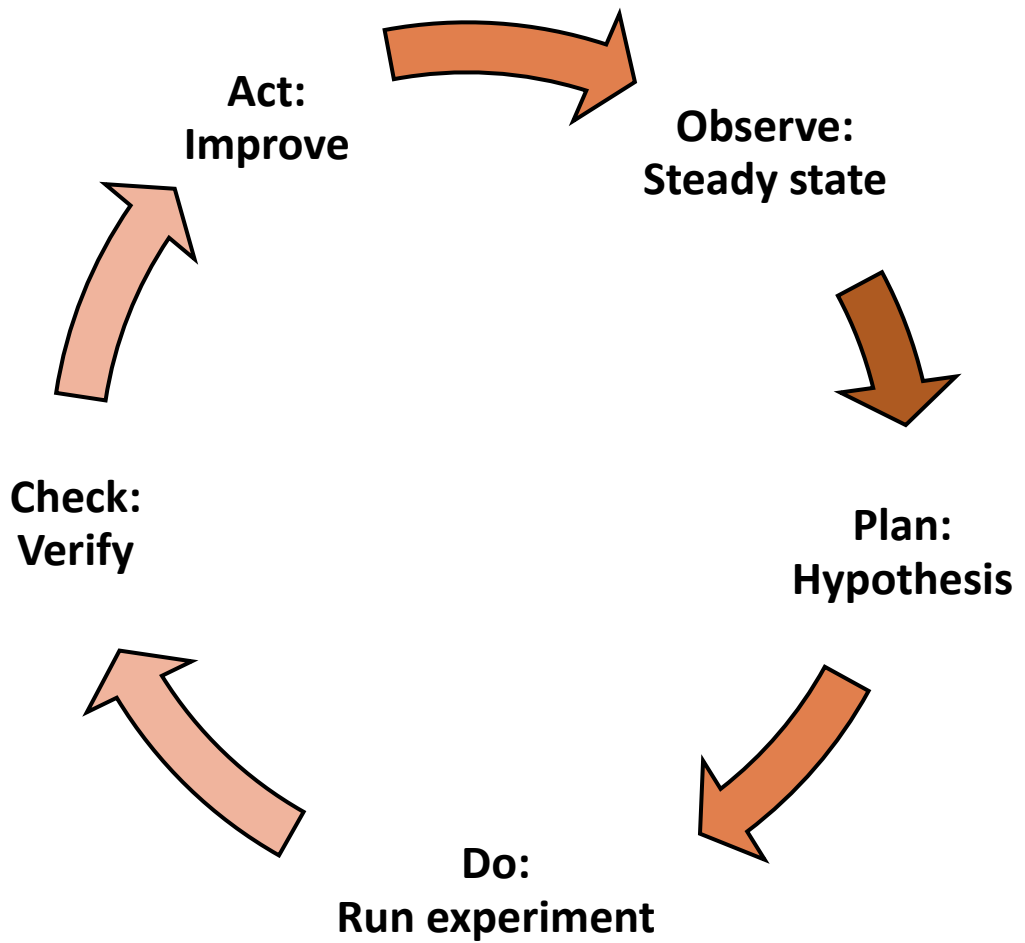 Act:
Improve
Observe:
Steady state
Plan:
Hypothesis
Do:
Run experiment
Check:
Verify